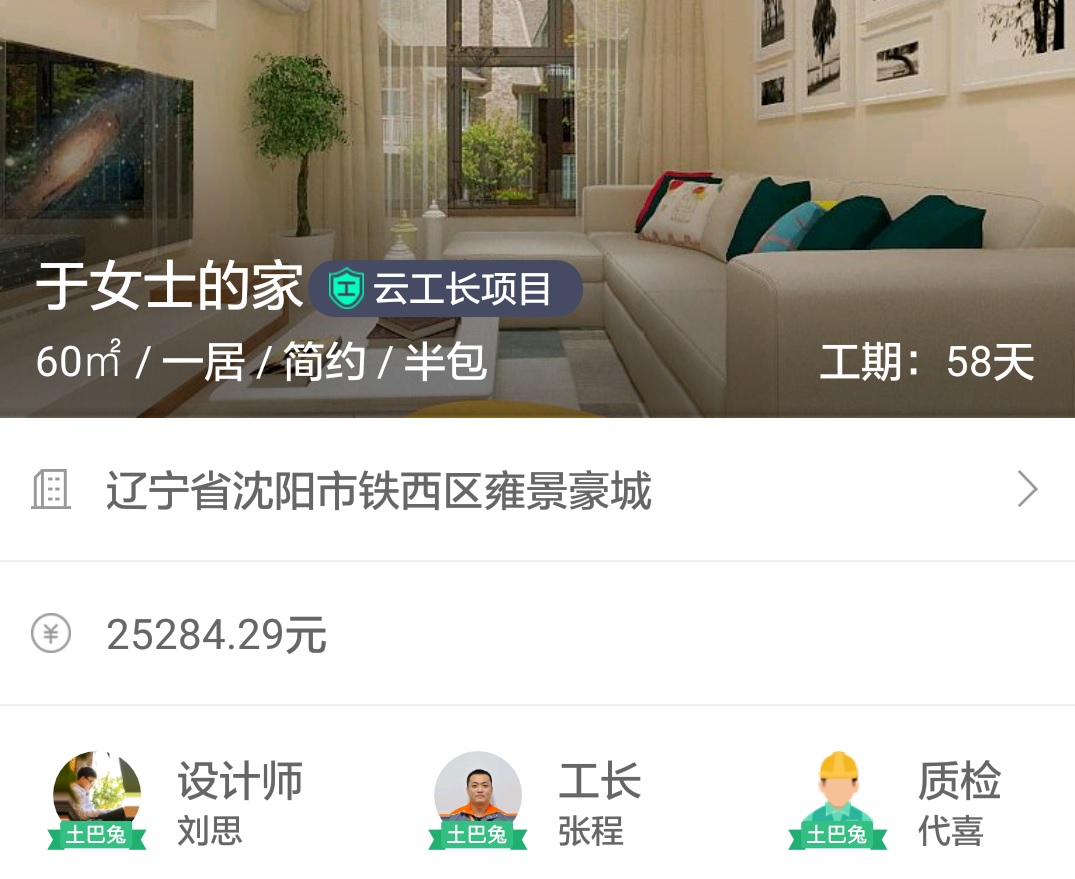 于女士的家 工 云工长项目
60㎡ / 一居 / 简约 / 半包 工期：58天
辽宁省沈阳市铁西区雍景豪城
¥ 25284.29元
设计师 工长 质检
土巴兔 刘思 土巴兔 张程 土巴兔 代喜